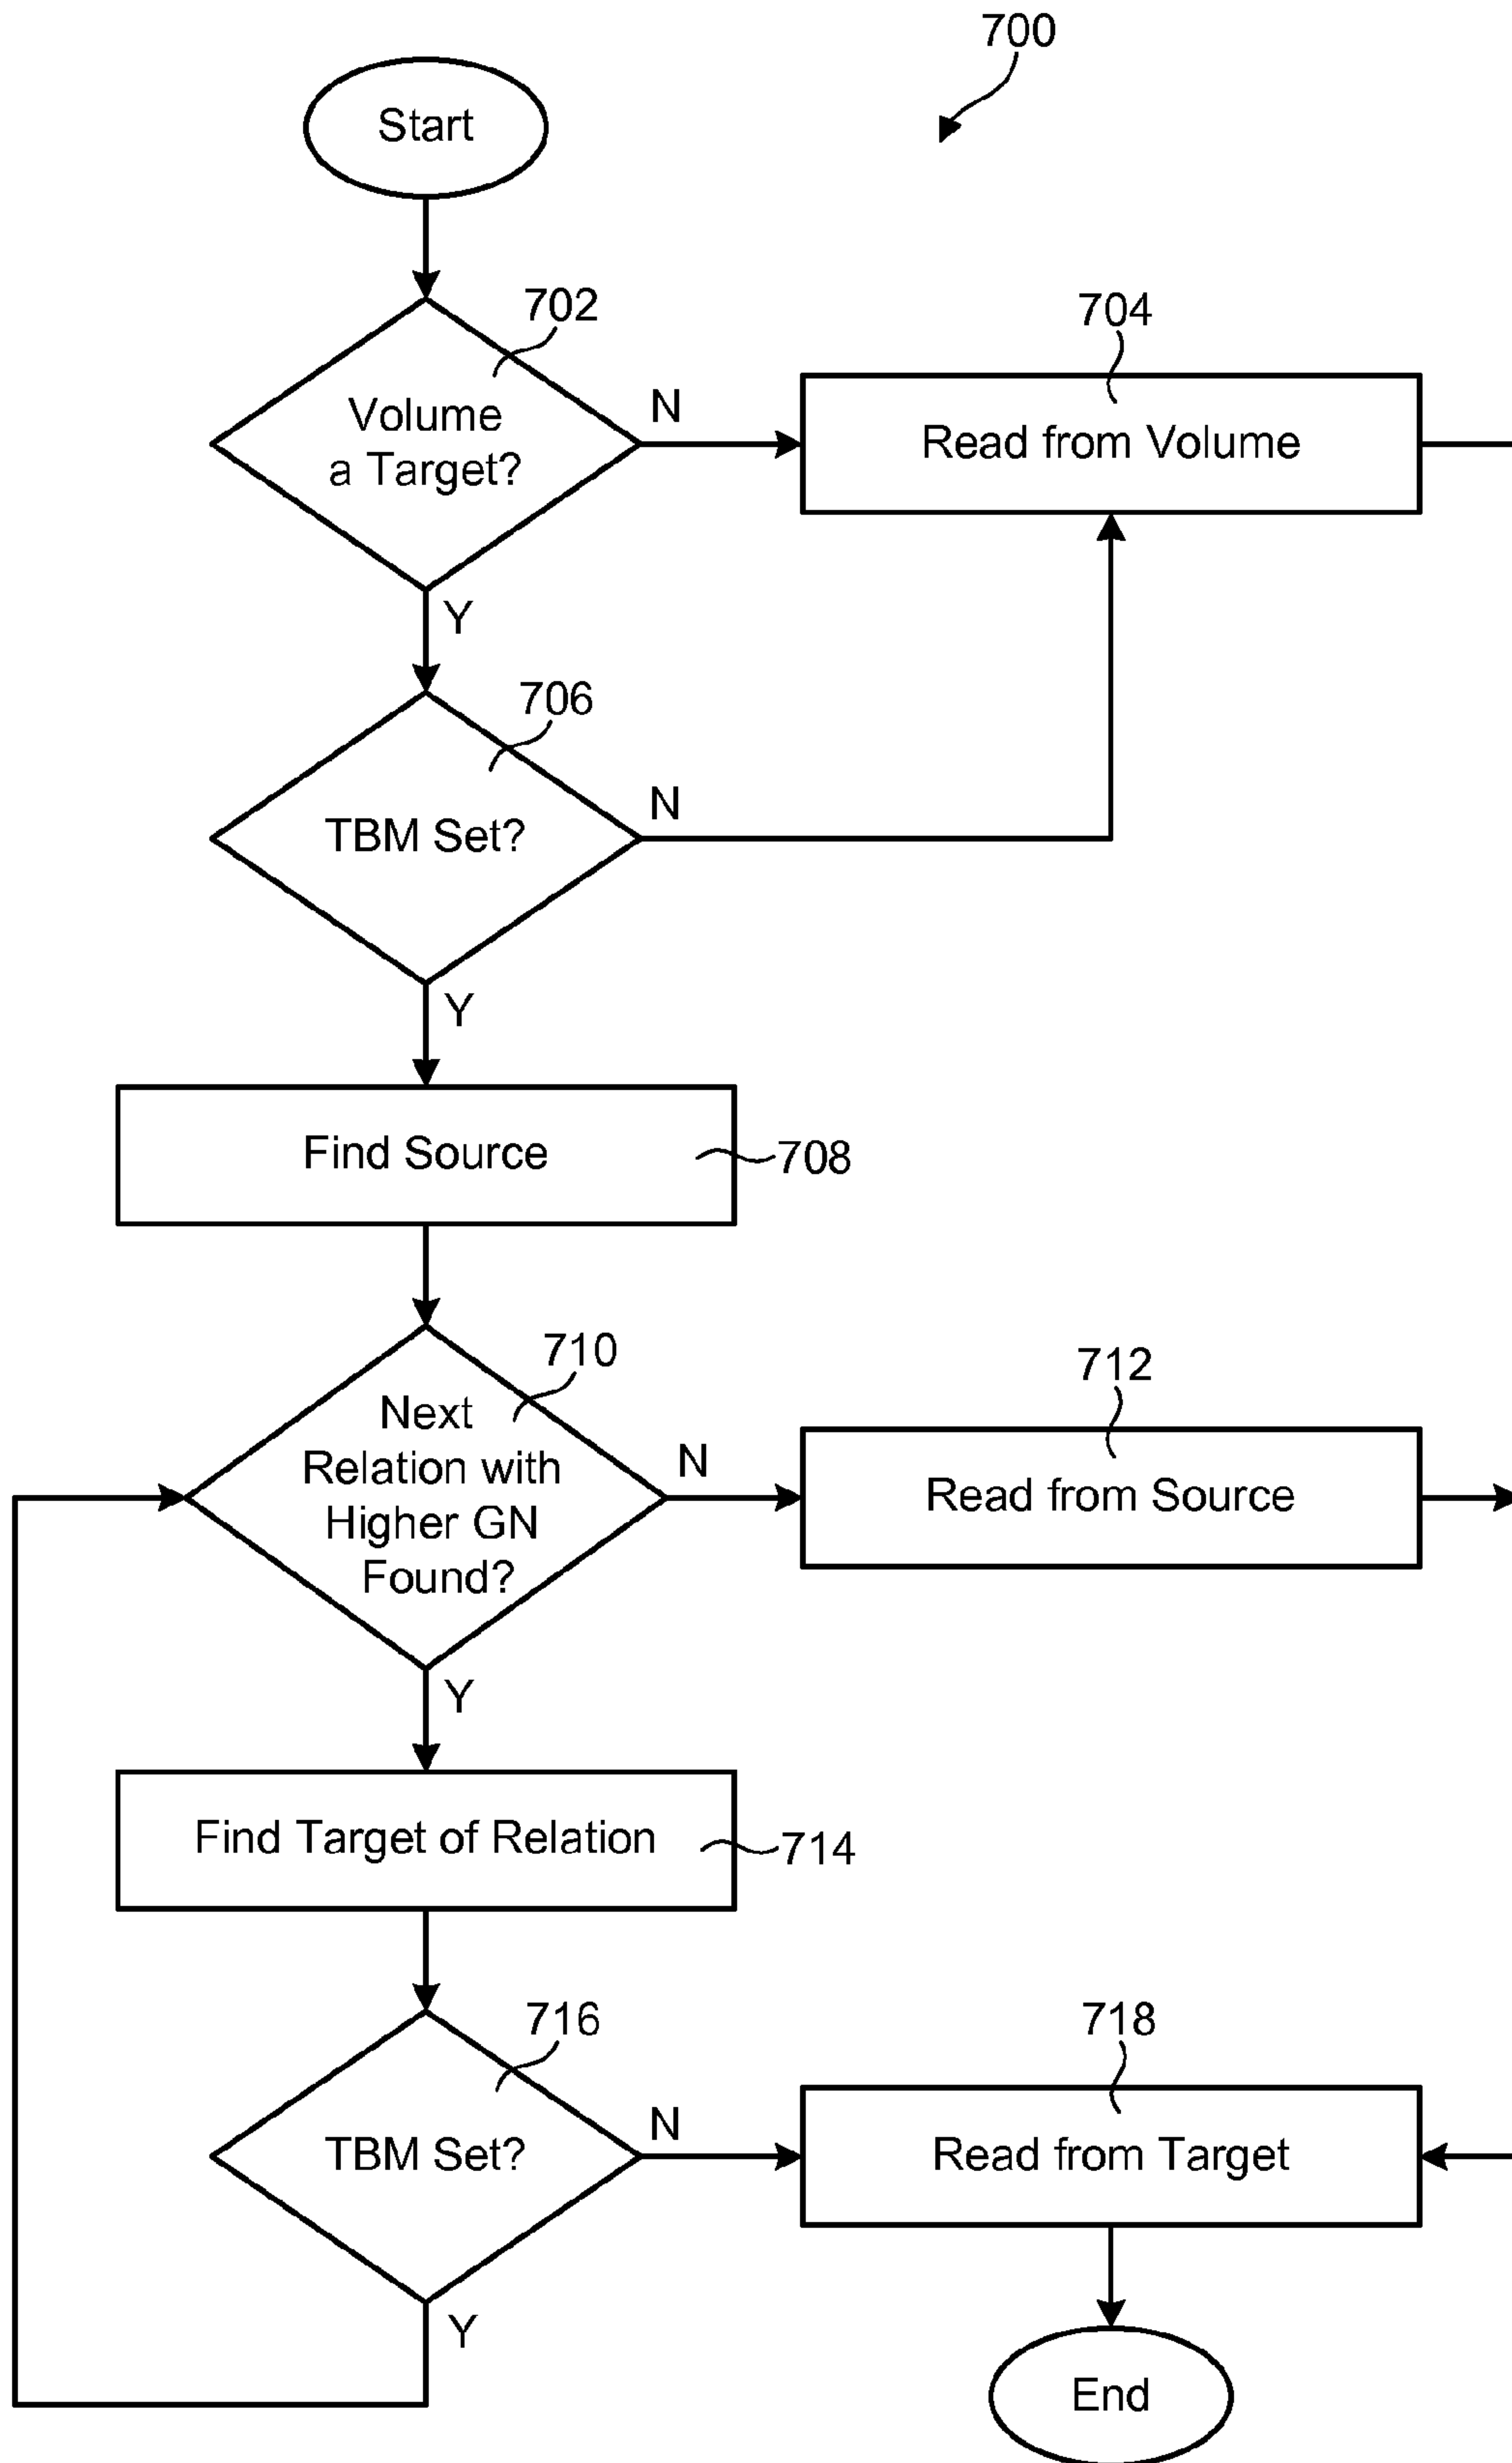 700
Start
702
Volume
a Target?
N
704
Read from Volume
Y
706
TBM Set?
N
Y
Find Source
708
710
Next
Relation with
Higher GN
Found?
N
712
Read from Source
Y
Find Target of Relation
714
716
TBM Set?
N
718
Read from Target
Y
End